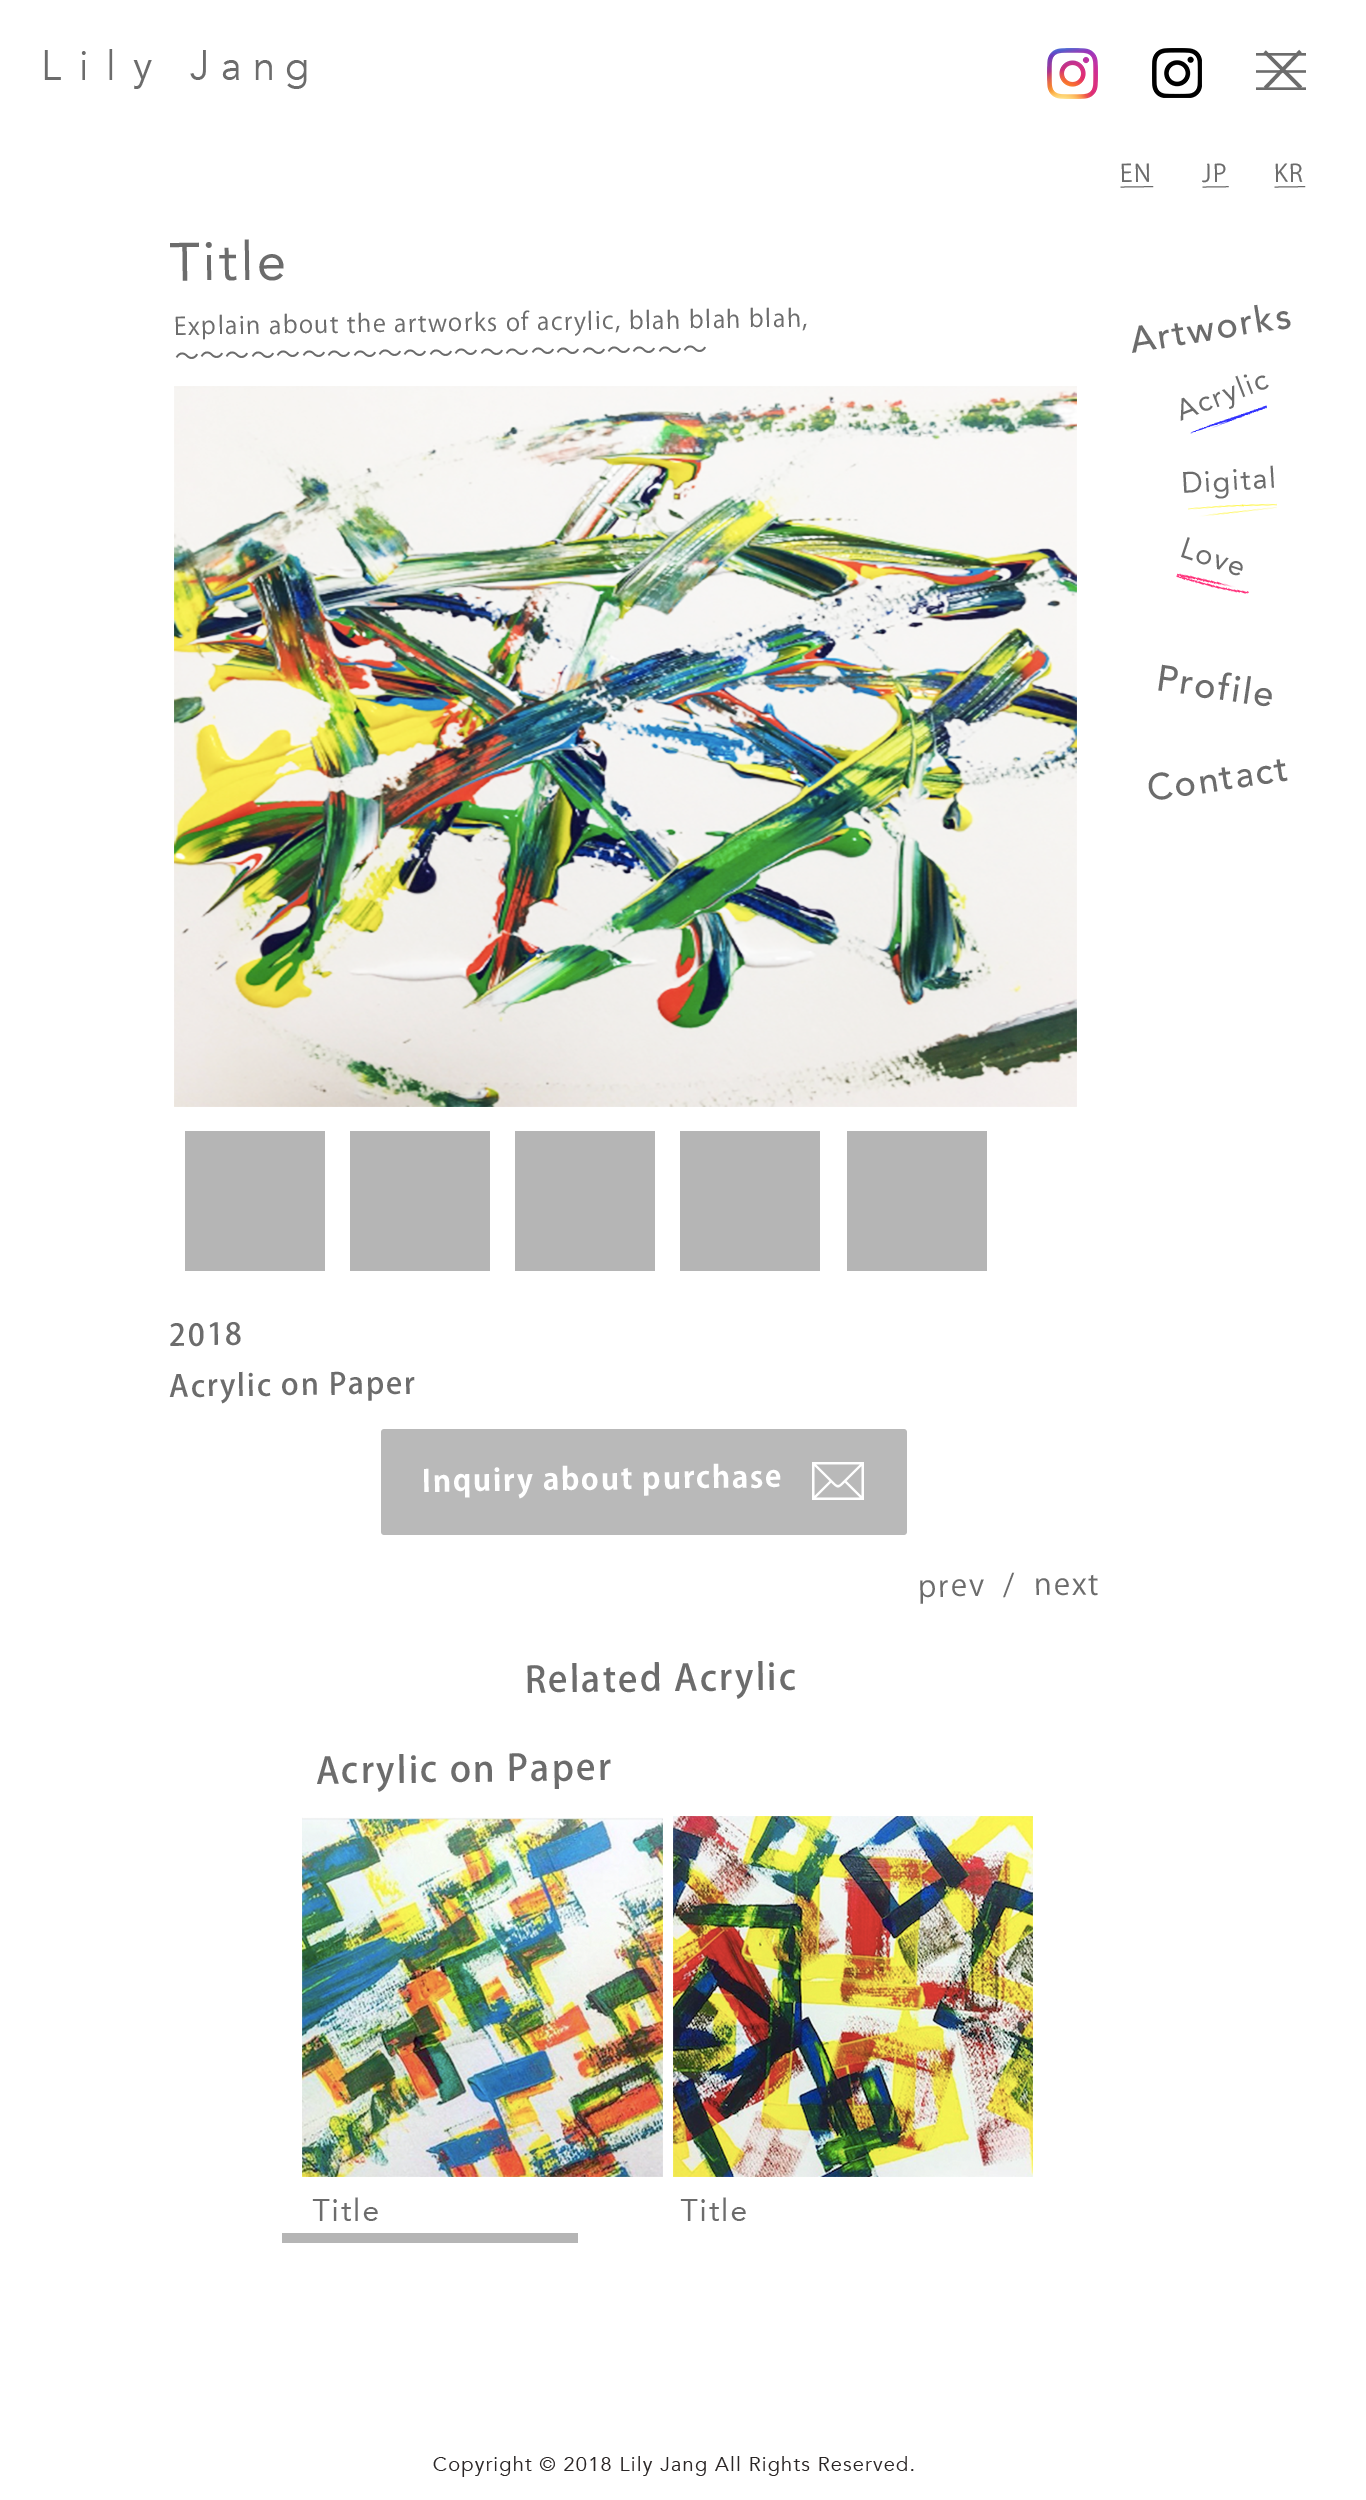 Lily Jang
EN JP KR
Title
Explain about the artworks of acrylic, blah blah blah,
〜〜〜〜〜〜〜〜〜〜〜〜〜〜〜〜〜〜〜〜〜
Artworks
Acrylic
Digital
Love
Profile
Contact
2018
Acrylic on Paper
Inquiry about purchase
prev / next
Related Acrylic
Acrylic on Paper
Title
Title
Copyright © 2018 Lily Jang All Rights Reserved.